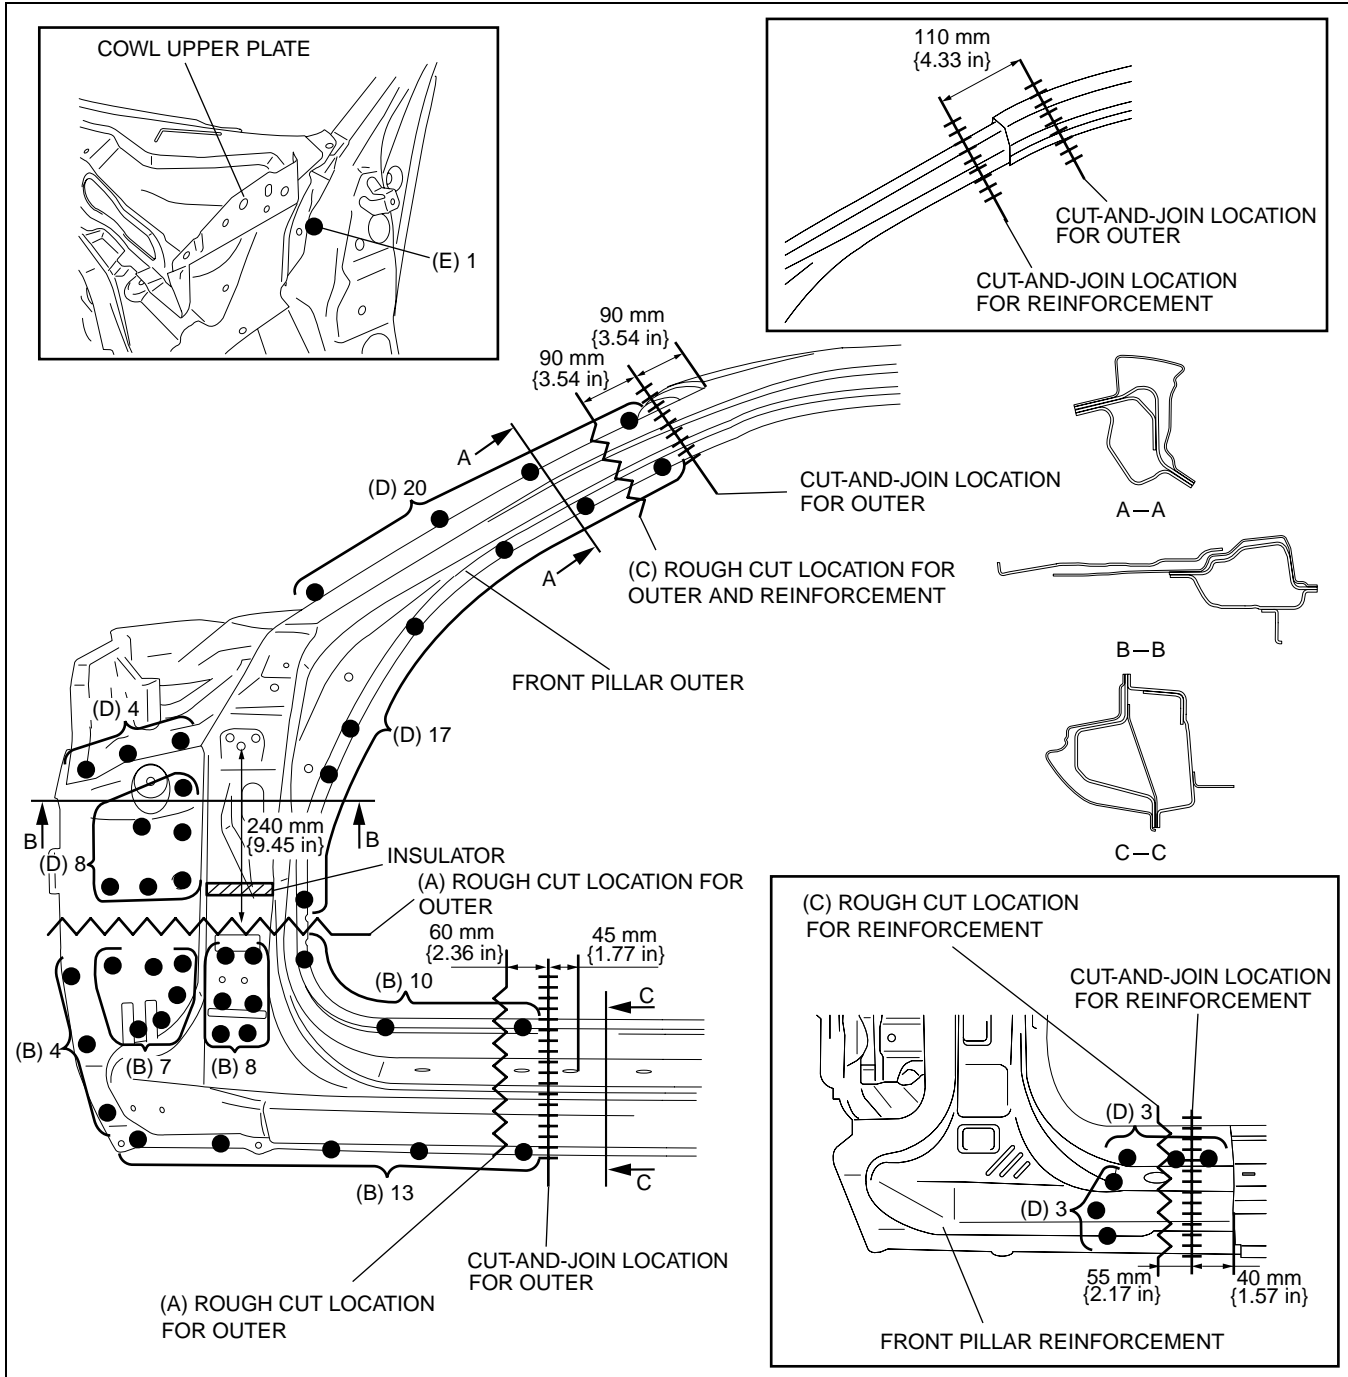 COWL UPPER PLATE
(E) 1
110 mm
{4.33 in}
CUT-AND-JOIN LOCATION
FOR OUTER
CUT-AND-JOIN LOCATION
FOR REINFORCEMENT
90 mm
{3.54 in}
90 mm
{3.54 in}
A
(D) 20
CUT-AND-JOIN LOCATION
FOR OUTER
A
(C) ROUGH CUT LOCATION FOR
OUTER AND REINFORCEMENT
A—A
B—B
C—C
FRONT PILLAR OUTER
(D) 4
(D) 17
240 mm
{9.45 in}
B
B
(D) 8
INSULATOR
(A) ROUGH CUT LOCATION FOR
OUTER
60 mm
{2.36 in}
45 mm
{1.77 in}
(B) 10
C
(B) 4
(B) 7
(B) 8
(B) 13
C
CUT-AND-JOIN LOCATION
FOR OUTER
(A) ROUGH CUT LOCATION
FOR OUTER
(C) ROUGH CUT LOCATION
FOR REINFORCEMENT
CUT-AND-JOIN LOCATION
FOR REINFORCEMENT
(D) 3
(D) 3
55 mm
{2.17 in}
40 mm
{1.57 in}
FRONT PILLAR REINFORCEMENT